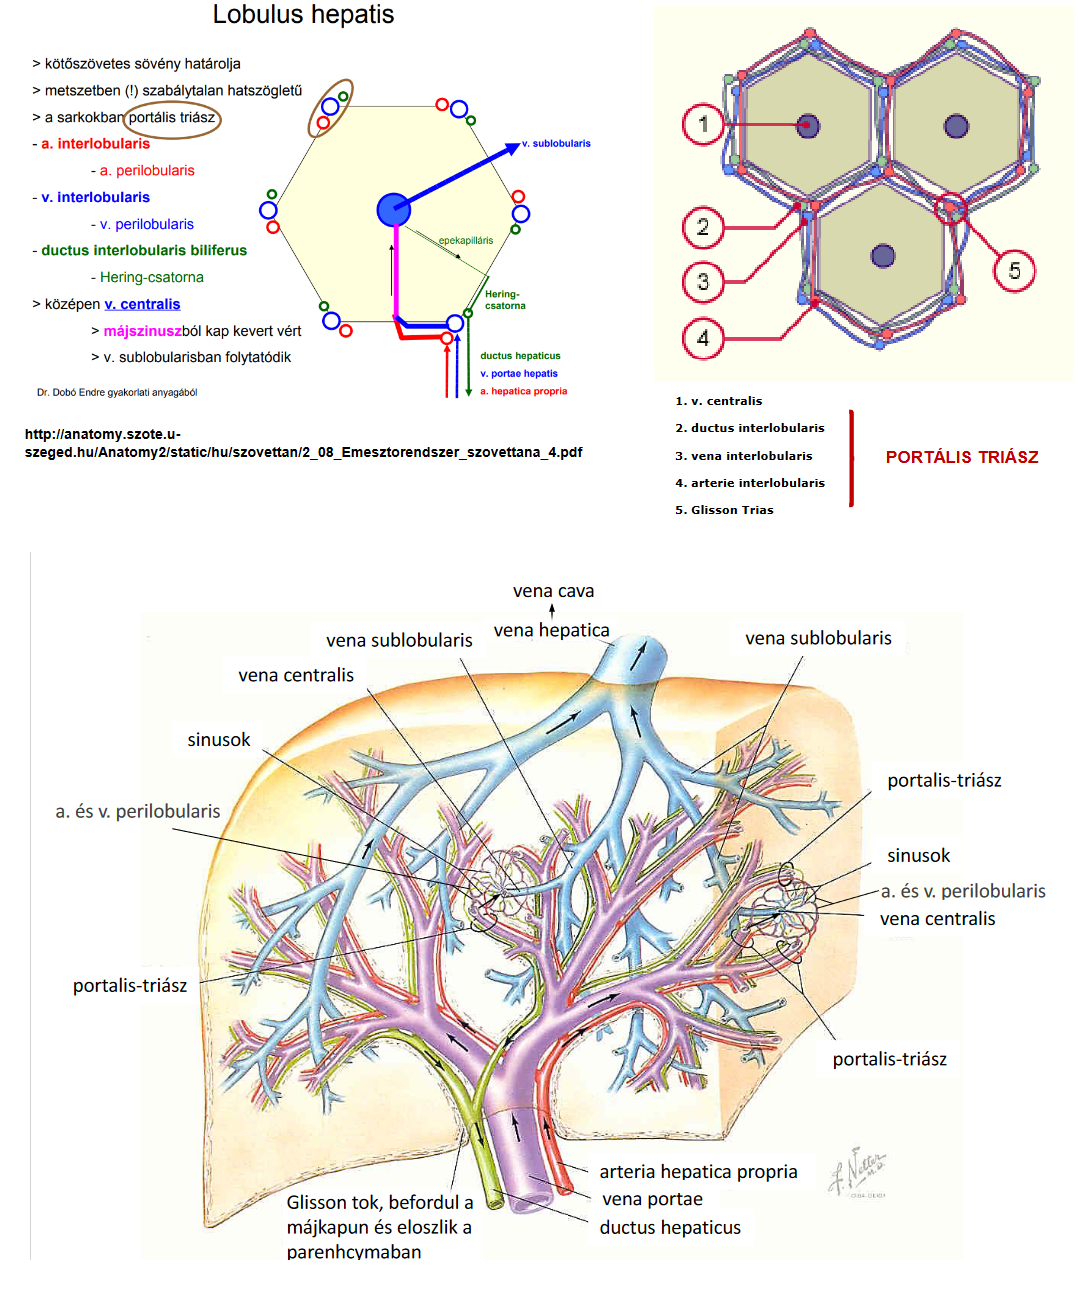 Lobulus hepatis
> kötőszövetes sövény határolja
> metszetben (!) szabálytalan hatszögletű
> a sarkokban portális triász
- a. interlobularis
- a. perilobularis
- v. interlobularis
- v. perilobularis
- ductus interlobularis biliferus
- Hering-csatorna
> középen v. centralis
> májszinuszból kap kevert vért
> v. sublobularisban folytatódik
Dr. Dobó Endre gyakorlati anyagából
v. sublobularis
epekapilláris
Hering-
csatorna
ductus hepaticus
v. portae hepatis
a. hepatica propria
http://anatomy.szote.u-
szeged.hu/Anatomy2/static/hu/szovettan/2_08_Emesztorendszer_szovettana_4.pdf
1
2
3
4
5
1. v. centralis
2. ductus interlobularis
3. vena interlobularis
4. arterie interlobularis
5. Glisson Trias
PORTÁLIS TRIÁSZ
vena cava
vena hepatica
vena sublobularis
vena sublobularis
vena centralis
sinusok
portalis-triász
a. és v. perilobularis
sinusok
a. és v. perilobularis
vena centralis
portalis-triász
portalis-triász
arteria hepatica propria
vena portae
ductus hepaticus
Glisson tok, befordul a
májkapun és eloszlik a
parenhcymaban
F. Netter
M.D.